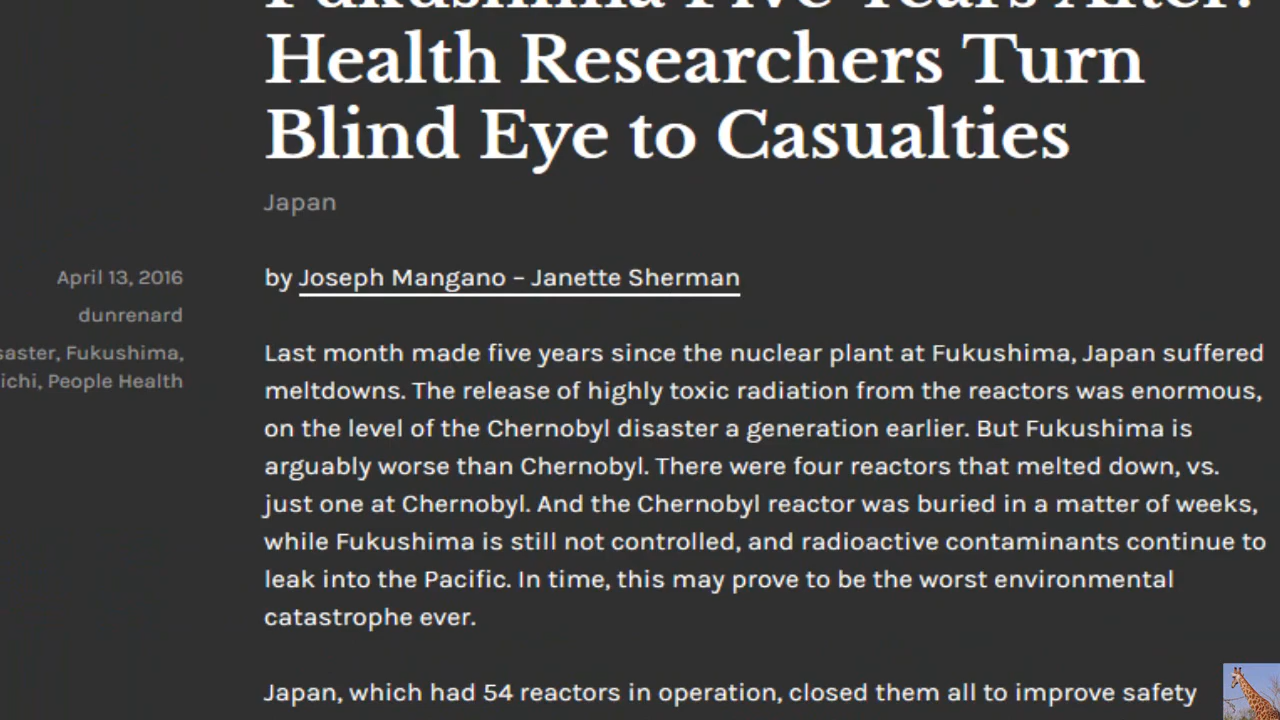 Fukushima Five Years After:
Health Researchers Turn
Blind Eye to Casualties
Japan
April 13, 2016
dunrenard
saster, Fukushima,
ichi, People Health
by Joseph Mangano – Janette Sherman
Last month made five years since the nuclear plant at Fukushima, Japan suffered
meltdowns. The release of highly toxic radiation from the reactors was enormous,
on the level of the Chernobyl disaster a generation earlier. But Fukushima is
arguably worse than Chernobyl. There were four reactors that melted down, vs.
just one at Chernobyl. And the Chernobyl reactor was buried in a matter of weeks,
while Fukushima is still not controlled, and radioactive contaminants continue to
leak into the Pacific. In time, this may prove to be the worst environmental
catastrophe ever.
Japan, which had 54 reactors in operation, closed them all to improve safety